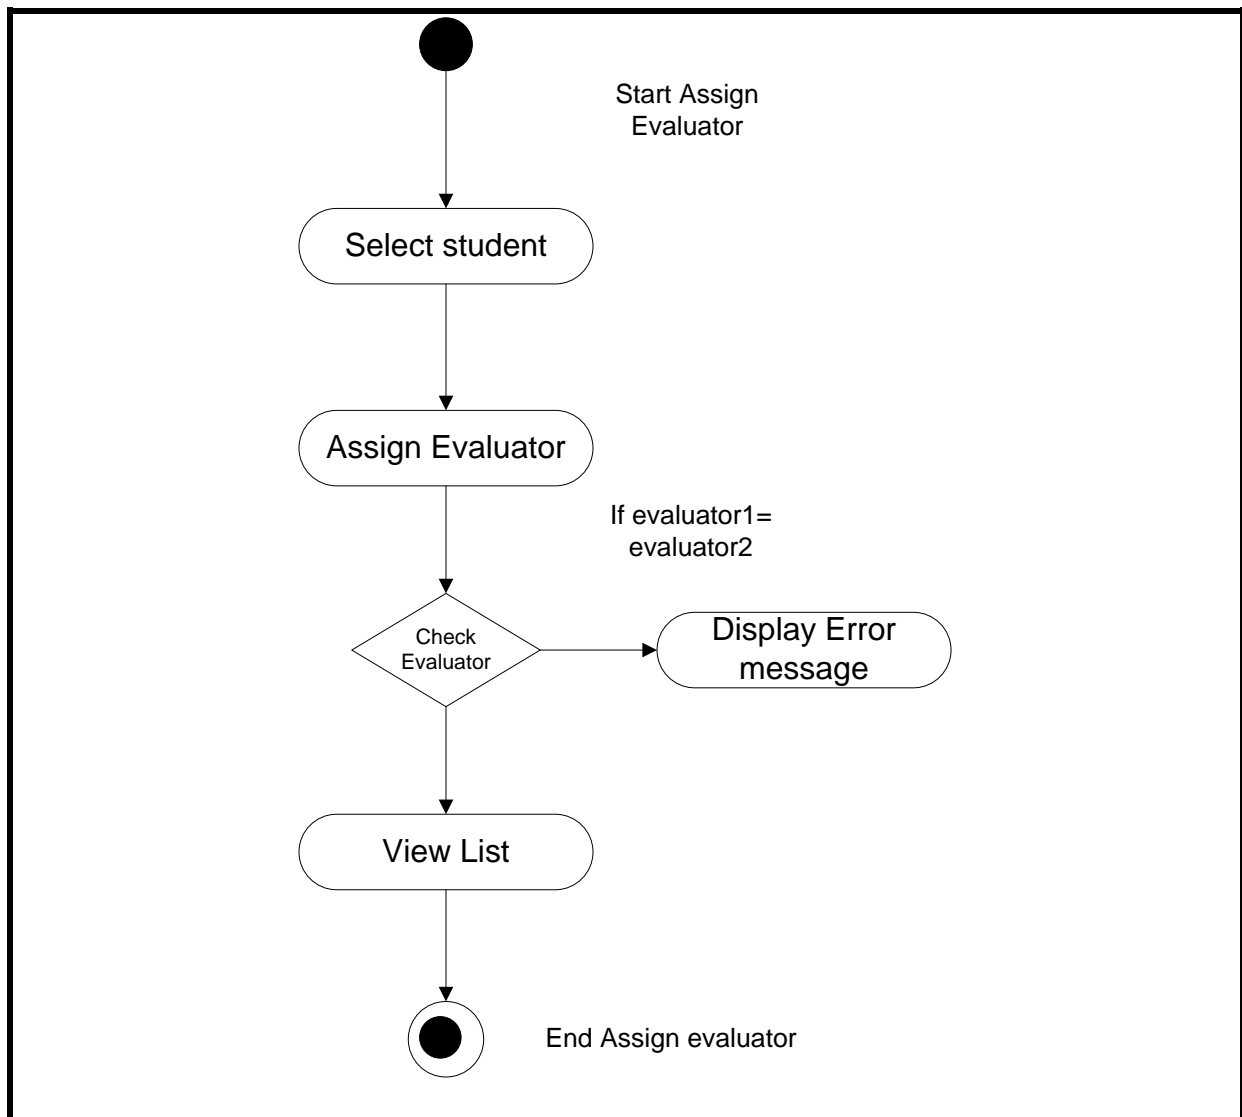 Start Assign
Evaluator
Select student
Assign Evaluator
If evaluator1=
evaluator2
Check
Evaluator
Display Error
message
View List
End Assign evaluator